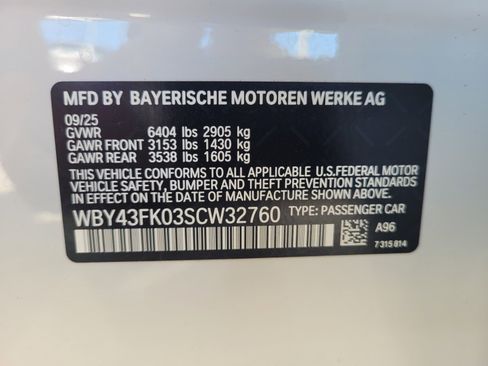 MFD BY BAYERISCHE MOTOREN WERKE AG
09/25
GVWR 6404 lbs 2905 kg
GAWR FRONT 3153 lbs 1430 kg
GAWR REAR 3538 lbs 1605 kg
THIS VEHICLE CONFORMS TO ALL APPLICABLE U.S.FEDERAL MOTOR
VEHICLE SAFETY, BUMPER AND THEFT PREVENTION STANDARDS
IN EFFECT ON THE DATE OF MANUFACTURE SHOWN ABOVE.
WBY43FK03SCW32760 TYPE: PASSENGER CAR
A96
7 315 814